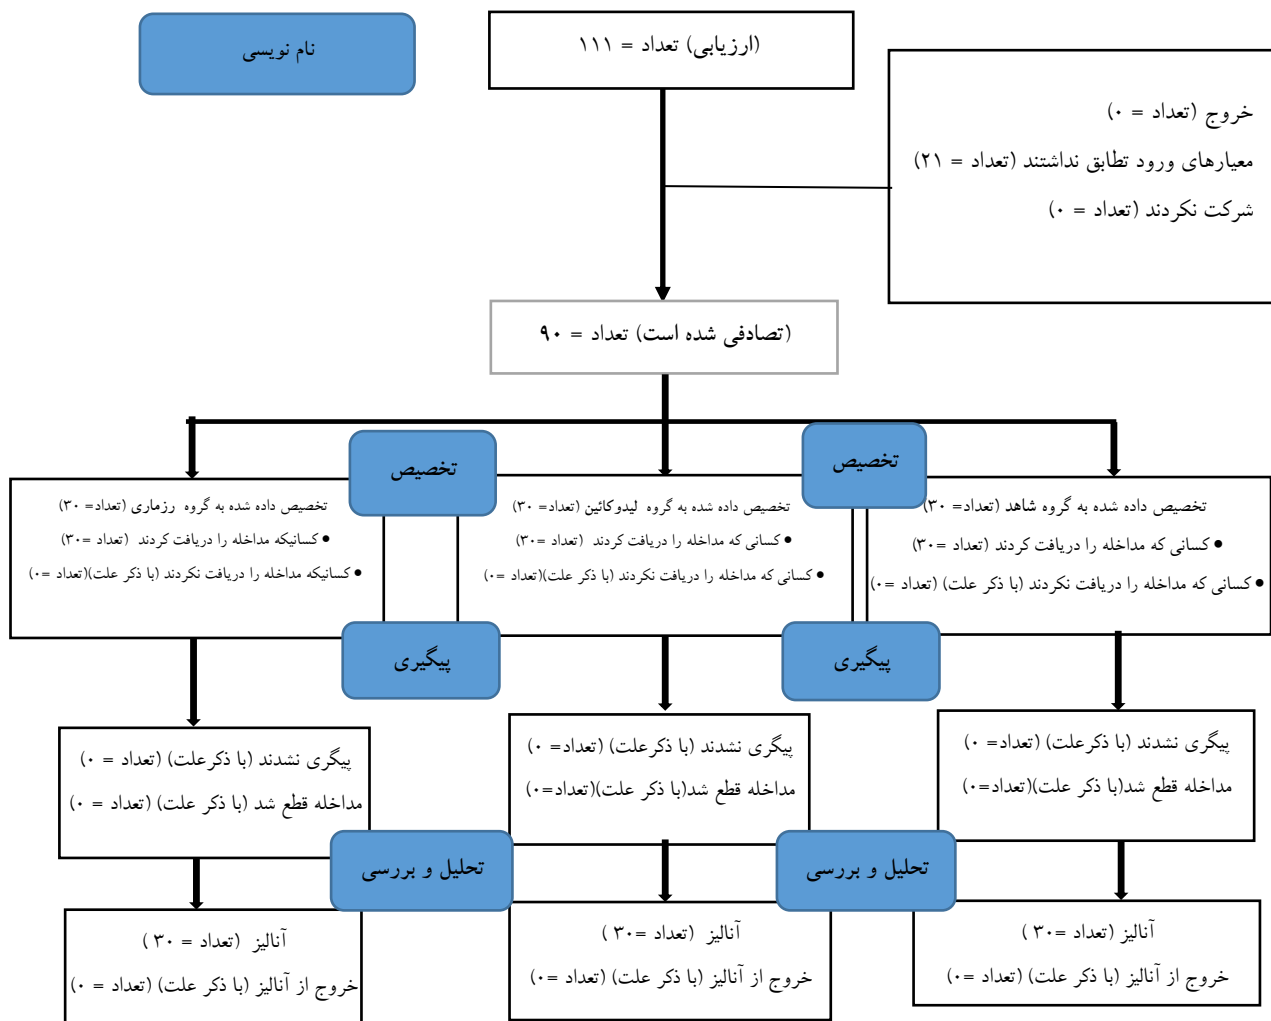 نام نویسی
(ارزیابی) تعداد = ۱۱۱
خروج (تعداد = ۰)
معیارهای ورود تطابق نداشتند (تعداد = ۲۱)
شرکت نکردند (تعداد = ۰)
(تصادفی شده است) تعداد = ۹۰
تخصیص
تخصیص
تخصیص داده شده به گروه شاهد (تعداد= ۳۰)
● کسانی که مداخله را دریافت کردند (تعداد =۳۰)
● کسانی که مداخله را دریافت نکردند (با ذکر علت) (تعداد =۰)
تخصیص داده شده به گروه لیدوکائین (تعداد= ۳۰)
● کسانی که مداخله را دریافت کردند (تعداد =۳۰)
● کسانی که مداخله را دریافت نکردند (با ذکر علت)(تعداد =۰)
تخصیص داده شده به گروه رزماری (تعداد= ۳۰)
● کسانیکه مداخله را دریافت کردند (تعداد =۳۰)
● کسانیکه مداخله را دریافت نکردند (با ذکر علت)(تعداد =۰)
پیگیری
پیگیری
پیگری نشدند (با ذکرعلت) (تعداد= ۰)
مداخله قطع شد(با ذکر علت)(تعداد=۰)
پیگری نشدند (با ذکرعلت) (تعداد= ۰)
مداخله قطع شد(با ذکر علت)(تعداد=۰)
پیگری نشدند (با ذکرعلت) (تعداد = ۰)
مداخله قطع شد (با ذکر علت) (تعداد = ۰)
تحلیل و بررسی
تحلیل و بررسی
آنالیز (تعداد =۳۰ )
خروج از آنالیز (با ذکر علت) (تعداد =۰)
آنالیز (تعداد =۳۰ )
خروج از آنالیز (با ذکر علت) (تعداد =۰)
آنالیز (تعداد = ۳۰ )
خروج از آنالیز (با ذکر علت) (تعداد = ۰)